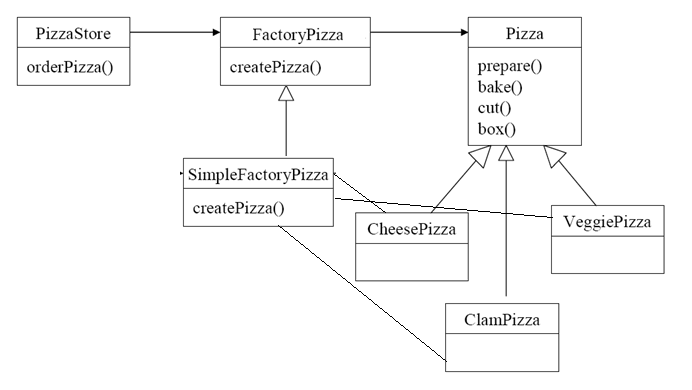 PizzaStore
orderPizza()
FactoryPizza
createPizza()
Pizza
prepare()
bake()
cut()
box()
SimpleFactoryPizza
createPizza()
CheesePizza
VeggiePizza
ClamPizza